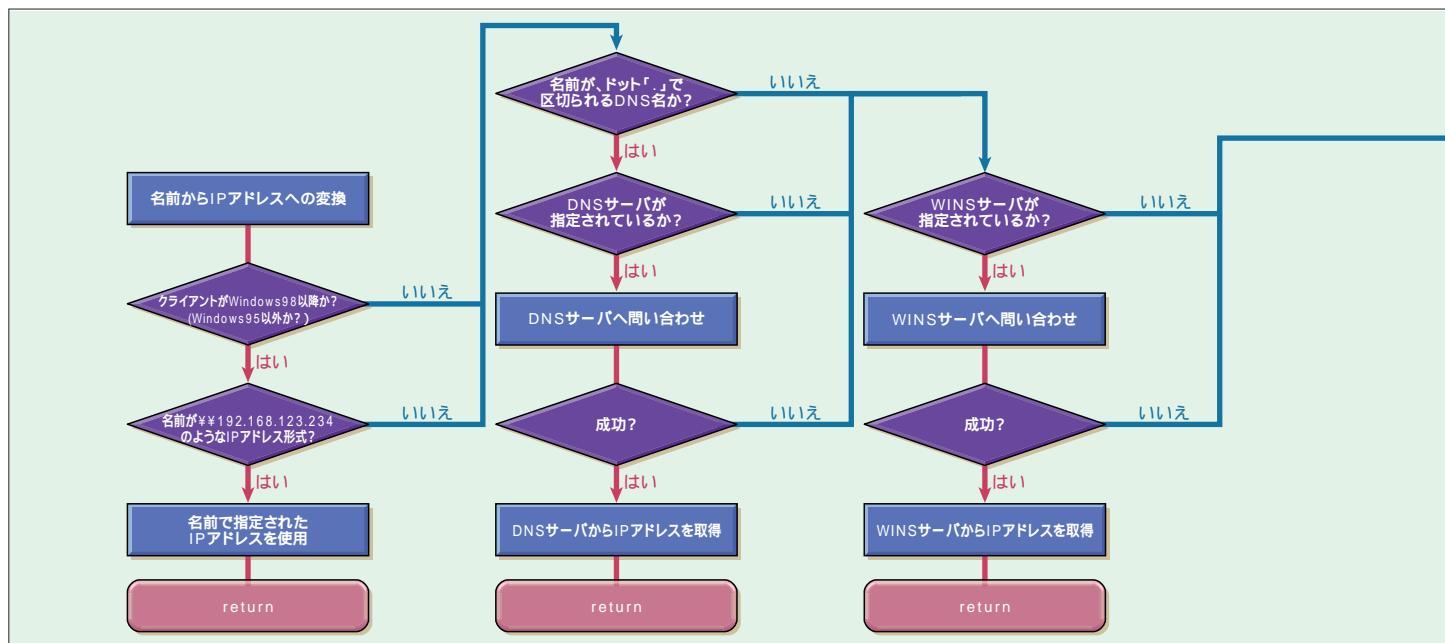 名前からIPアドレスへの変換
クライアントがWindows98以降か?
(Windows95以外か?)
いいえ
はい
名前が¥¥192.168.123.234
のようなIPアドレス形式?
いいえ
はい
名前で指定された
IPアドレスを使用
return
名前が、ドット「.」で
区切られるDNS名か?
いいえ
はい
DNSサーバが
指定されているか?
いいえ
はい
DNSサーバへ問い合わせ
成功?
いいえ
はい
DNSサーバからIPアドレスを取得
return
WINSサーバが
指定されているか?
いいえ
はい
WINSサーバへ問い合わせ
成功?
いいえ
はい
WINSサーバからIPアドレスを取得
return